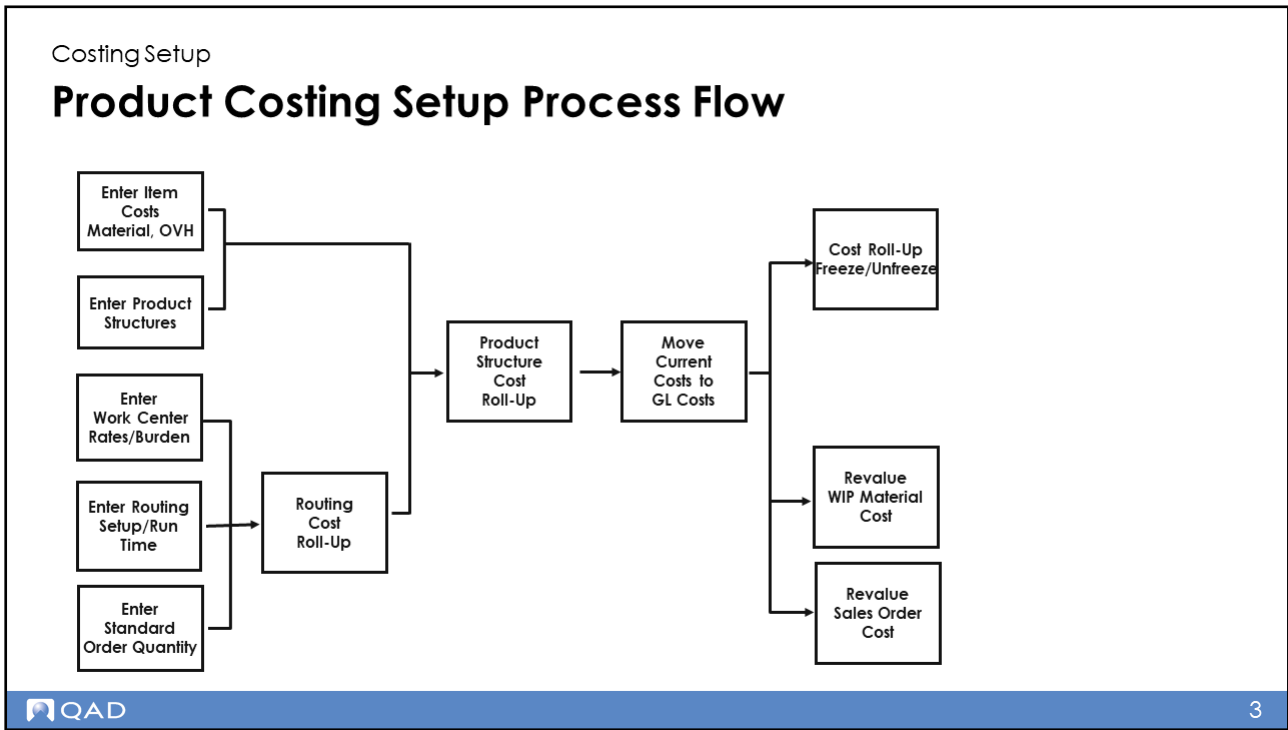 Costing Setup
Product Costing Setup Process Flow
Enter Item
Costs
Material, OVH
Enter Product
Structures
Enter
Work Center
Rates/Burden
Enter Routing
Setup/Run
Time
Enter
Standard
Order Quantity
Routing
Cost
Roll-Up
Product
Structure
Cost
Roll-Up
Move
Current
Costs to
GL Costs
Cost Roll-Up
Freeze/Unfreeze
Revalue
WIP Material
Cost
Revalue
Sales Order
Cost
QAD
3